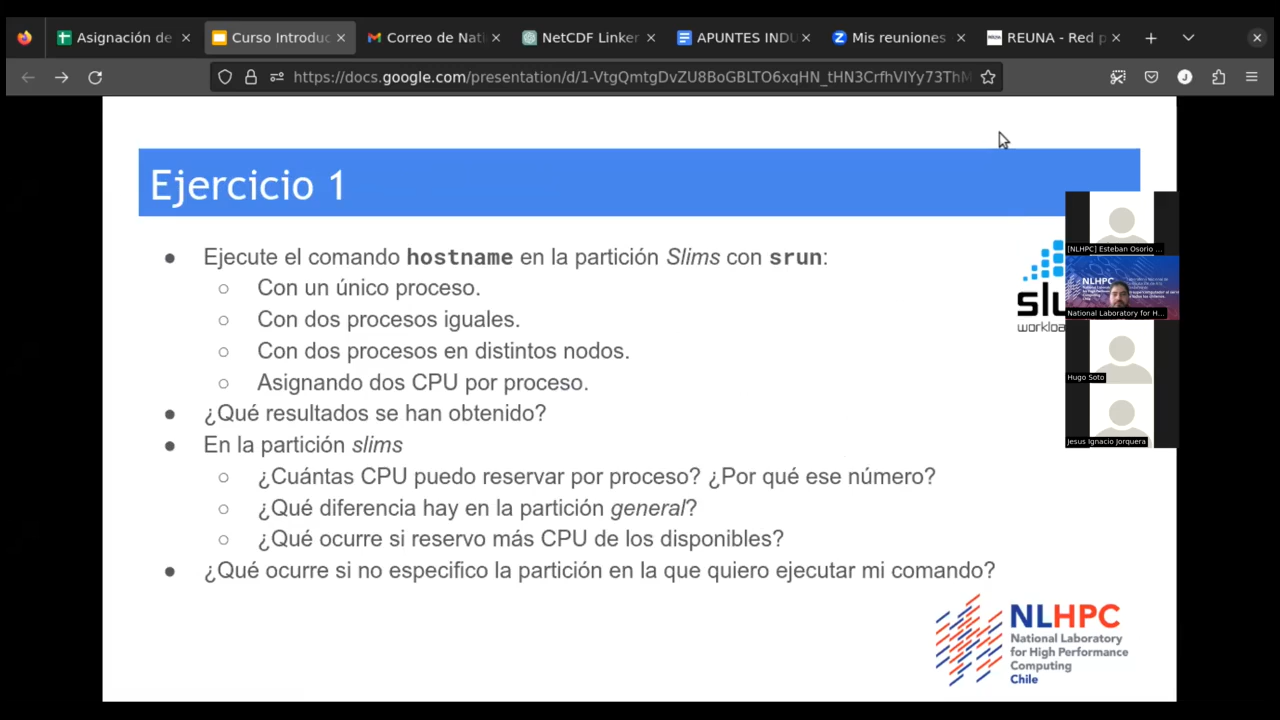 Asignación de
Curso Introduc
Correo de Nati
NetCDF Linker
APUNTES INDU
Mis reuniones
REUNA - Red p
https://docs.google.com/presentation/d/1-VtgQmtgDvZU8BoGBLTO6xqHN_tHN3CrfhVIYy73ThM
J
Ejercicio 1
● Ejecute el comando hostname en la partición Slims con srun:
○ Con un único proceso.
○ Con dos procesos iguales.
○ Con dos procesos en distintos nodos.
○ Asignando dos CPU por proceso.
● ¿Qué resultados se han obtenido?
● En la partición slims
○ ¿Cuántas CPU puedo reservar por proceso? ¿Por qué ese número?
○ ¿Qué diferencia hay en la partición general?
○ ¿Qué ocurre si reservo más CPU de los disponibles?
● ¿Qué ocurre si no especifico la partición en la que quiero ejecutar mi comando?
slu
workloa
[NLHPC] Esteban Osorio ...
NLHPC
National Laboratory for H...
Hugo Soto
Jesus Ignacio Jorquera
NLHPC
National Laboratory
for High Performance
Computing
Chile